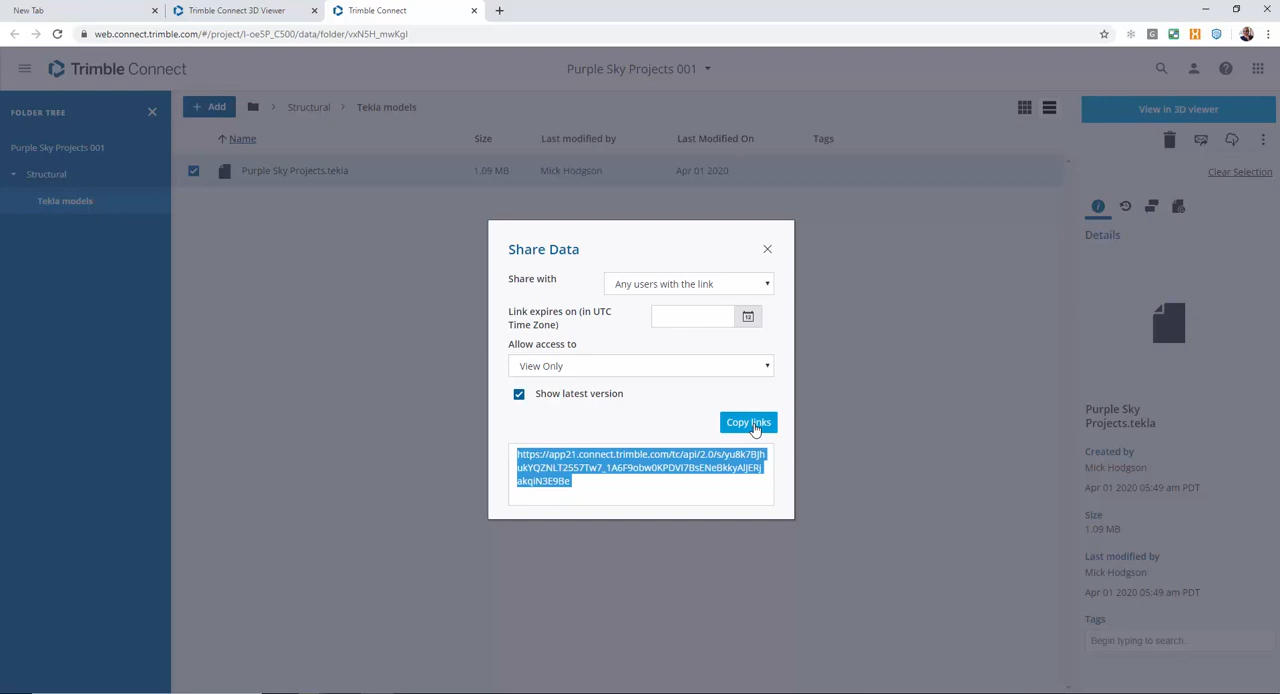 New Tab
Trimble Connect 3D Viewer
Trimble Connect
web.connect.trimble.com/#/project/l-oe5P_C500/data/folder/vxN5H_mwKgI
Trimble Connect
Purple Sky Projects 001
FOLDER TREE
Purple Sky Projects 001
Structural
Tekla models
+ Add
Structural
Tekla models
View in 3D viewer
Name
Size
Last modified by
Last Modified On
Tags
Purple Sky Projects.tekla
1.09 MB
Mick Hodgson
Apr 01 2020
Clear Selection
Details
Purple Sky
Projects.tekla
Created by
Mick Hodgson
Apr 01 2020 05:49 am PDT
Size
1.09 MB
Last modified by
Mick Hodgson
Apr 01 2020 05:49 am PDT
Tags
Begin typing to search..
Share Data
Share with
Any users with the link
Link expires on (in UTC
Time Zone)
12
Allow access to
View Only
Show latest version
Copy links
https://app21.connect.trimble.com/tc/api/2.0/s/yu8k7BJh
ukYQZNLT2557Tw7_1A6F9obw0KPDVI7BsENeBkkyAlJERj
akqiN3E9Be